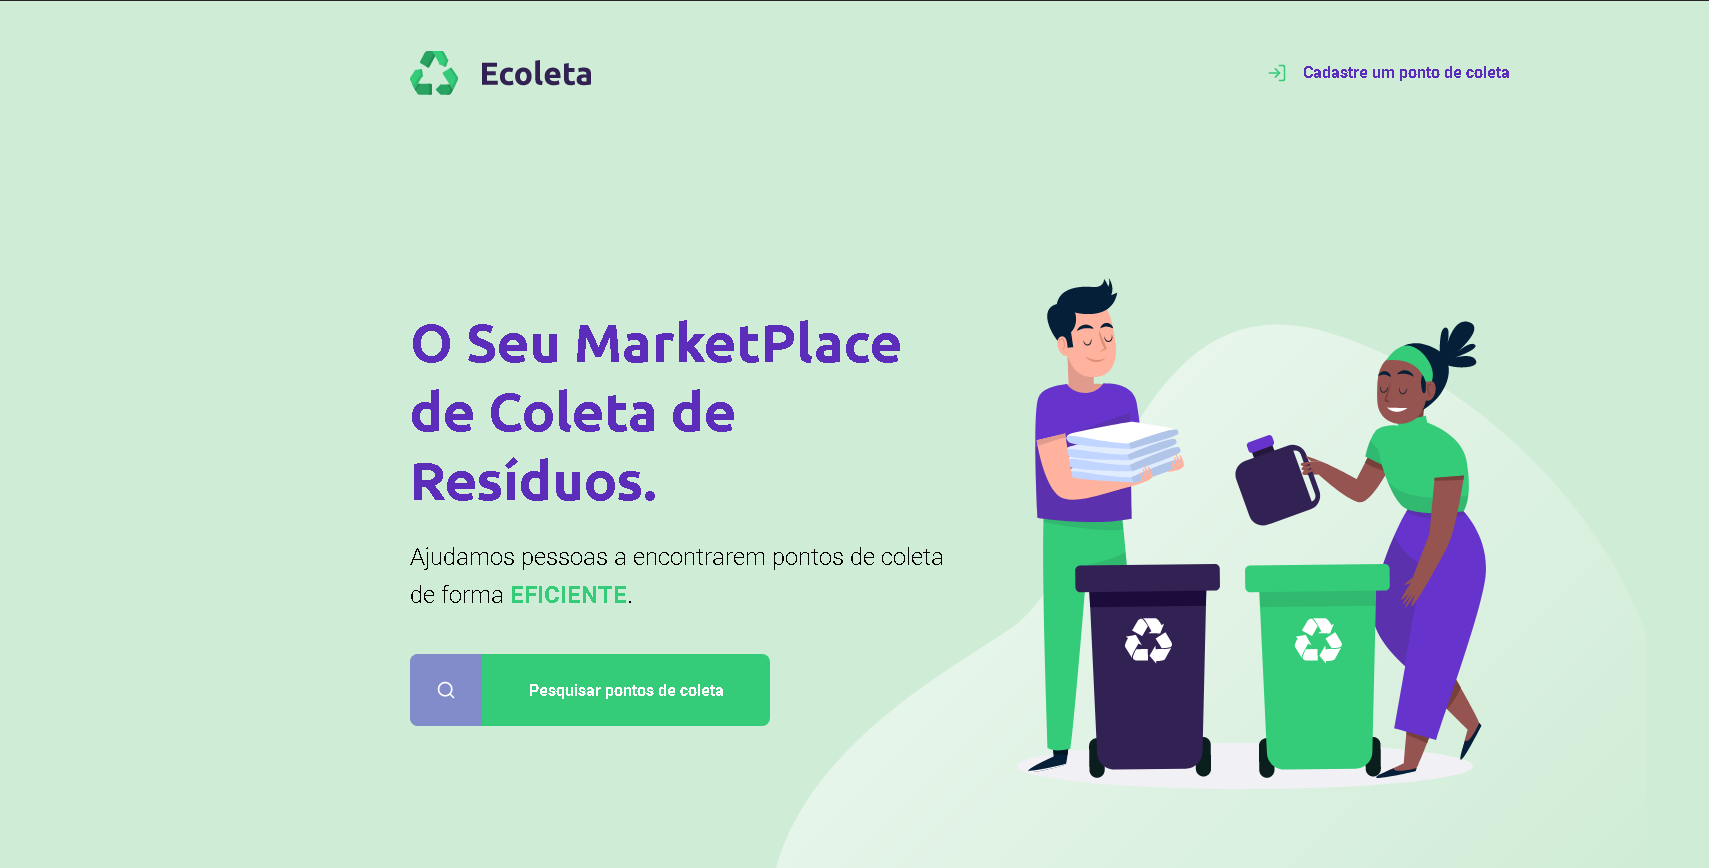 Ecoleta
Cadastre um ponto de coleta
O Seu MarketPlace
de Coleta de
Resíduos.
Ajudamos pessoas a encontrarem pontos de coleta
de forma EFICIENTE.
Pesquisar pontos de coleta